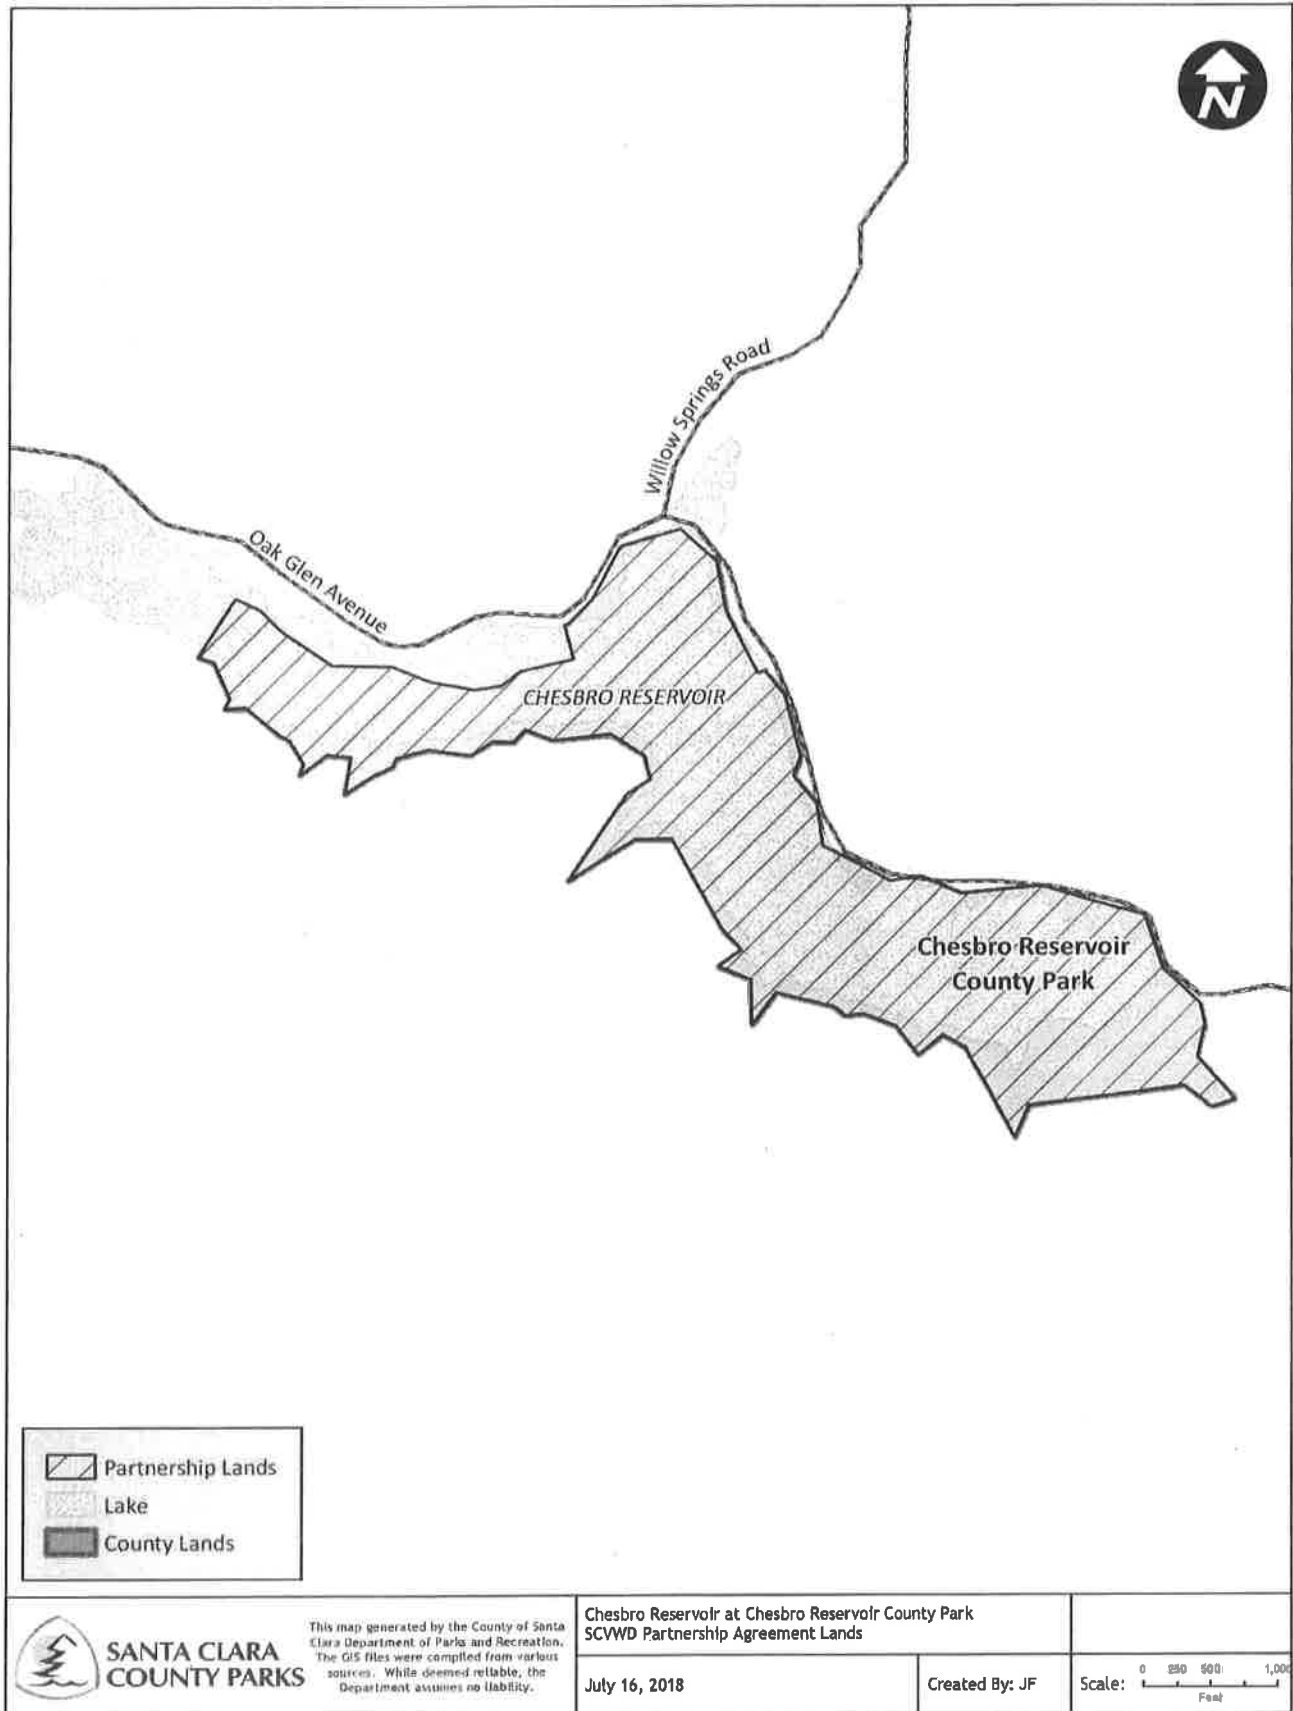 N
Willow Springs Road
Oak Glen Avenue
CHESBRO RESERVOIR
Chesbro Reservoir
County Park
Partnership Lands
Lake
County Lands
SANTA CLARA
COUNTY PARKS
This map generated by the County of Santa
Clara Department of Parks and Recreation.
The GIS files were compiled from various
sources. While deemed reliable, the
Department assumes no liability.
Chesbro Reservoir at Chesbro Reservoir County Park
SCVWD Partnership Agreement Lands
July 16, 2018
Created By: JF
Scale:
0 250 500 1,000
Feet